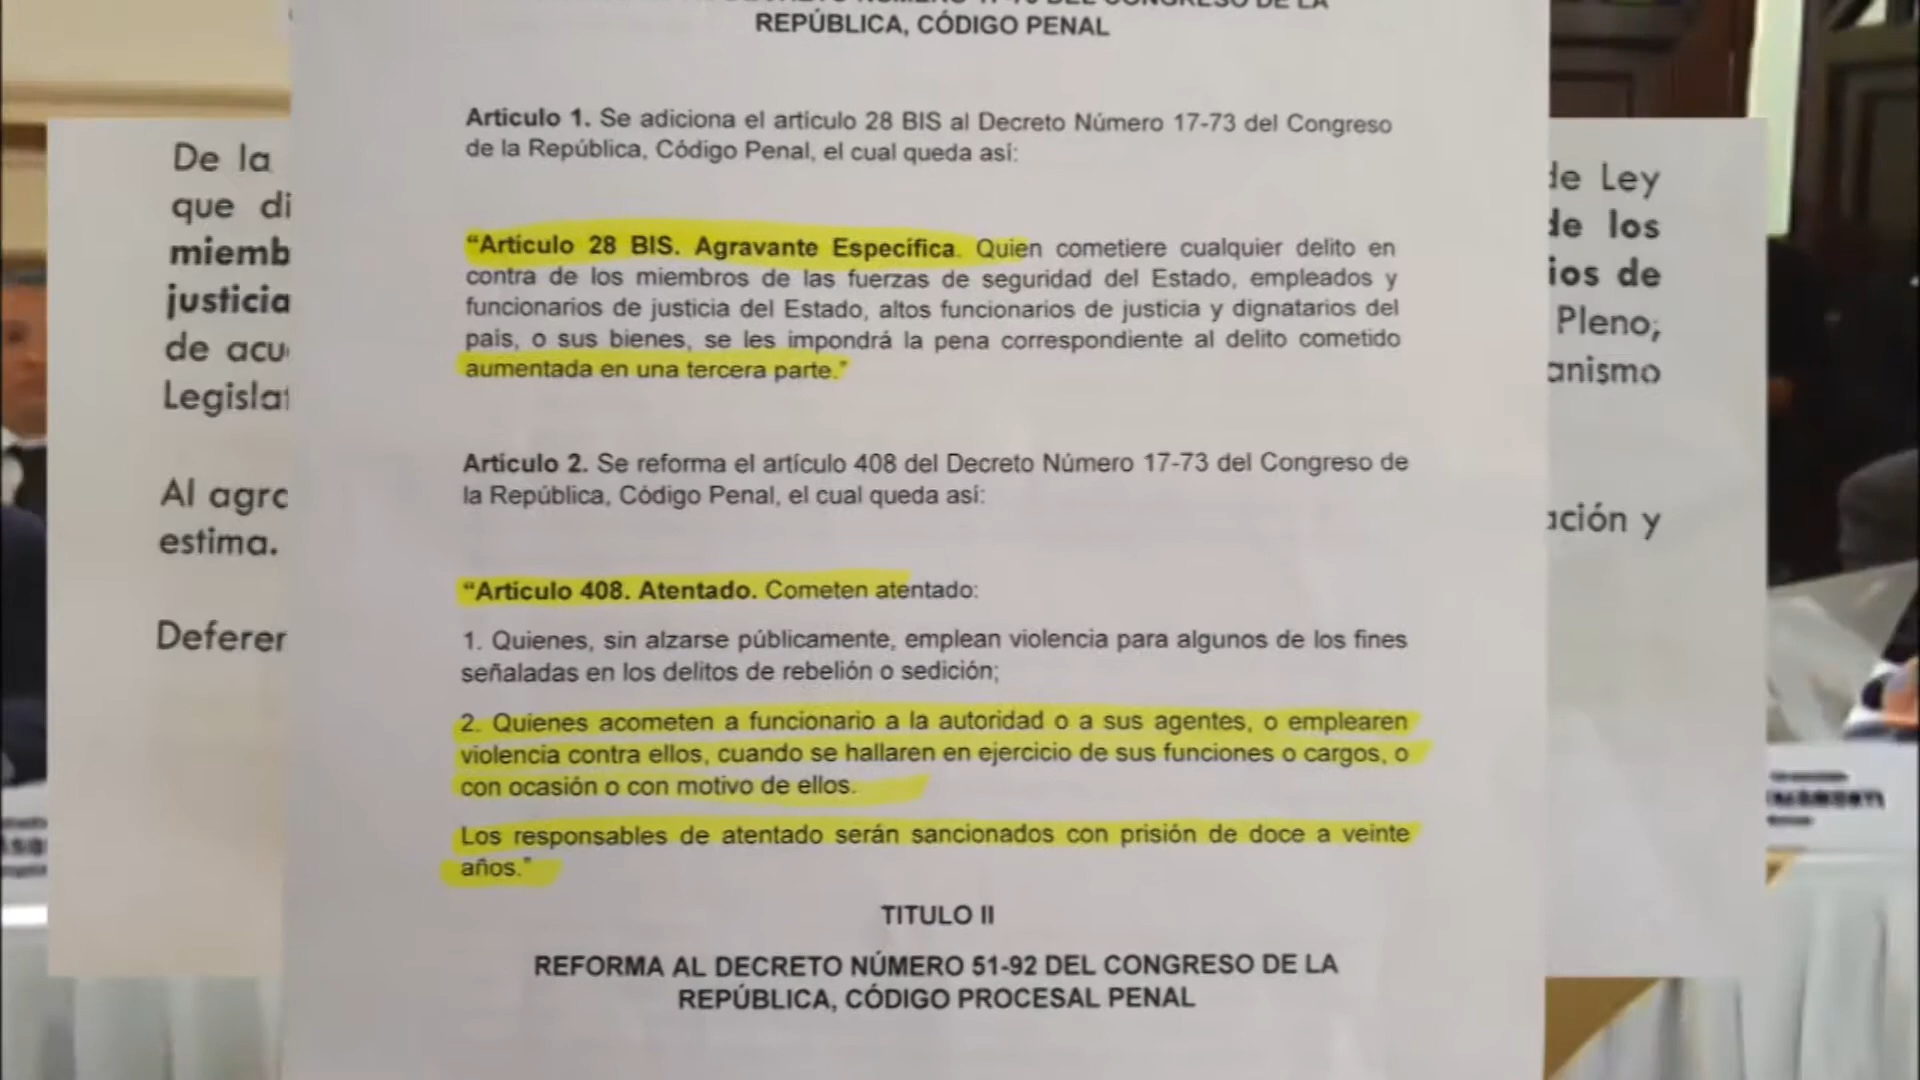 REPÚBLICA, CÓDIGO PENAL
Artículo 1. Se adiciona el artículo 28 BIS al Decreto Número 17-73 del Congreso
de la República, Código Penal, el cual queda así:
“Artículo 28 BIS. Agravante Específica. Quien cometiere cualquier delito en
contra de los miembros de las fuerzas de seguridad del Estado, empleados y
funcionarios de justicia del Estado, altos funcionarios de justicia y dignatarios del
país, o sus bienes, se les impondrá la pena correspondiente al delito cometido
aumentada en una tercera parte.”
Artículo 2. Se reforma el artículo 408 del Decreto Número 17-73 del Congreso de
la República, Código Penal, el cual queda así:
“Artículo 408. Atentado. Cometen atentado:
1. Quienes, sin alzarse públicamente, emplean violencia para algunos de los fines
señaladas en los delitos de rebelión o sedición;
2. Quienes acometen a funcionario a la autoridad o a sus agentes, o emplearen
violencia contra ellos, cuando se hallaren en ejercicio de sus funciones o cargos, o
con ocasión o con motivo de ellos.
Los responsables de atentado serán sancionados con prisión de doce a veinte
años.”
TITULO II
REFORMA AL DECRETO NÚMERO 51-92 DEL CONGRESO DE LA
REPÚBLICA, CÓDIGO PROCESAL PENAL
De la
que di
miemb
justicia
de acu
Legislat
Al agra
estima.
Deferen
de Ley
de los
ios de
Pleno,
anismo
ación y